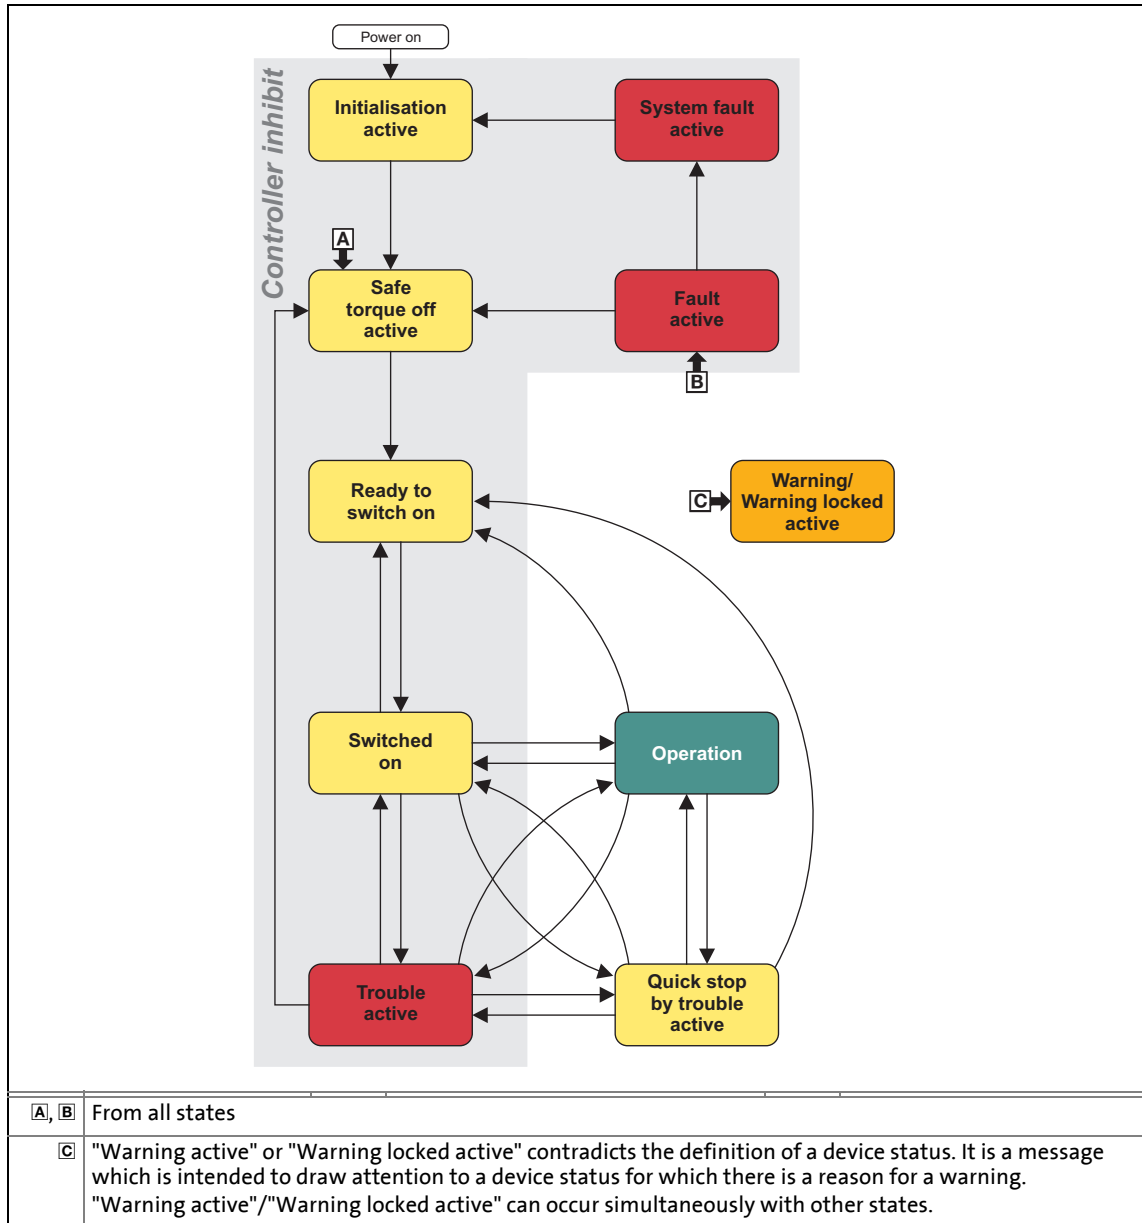 Power on
Controller inhibit
Initialisation
active
System fault
active
A
Safe
torque off
active
Fault
active
B
Ready to
switch on
C
Warning/
Warning locked
active
Switched
on
Operation
Trouble
active
Quick stop
by trouble
active
A, B From all states
C "Warning active" or "Warning locked active" contradicts the definition of a device status. It is a message
which is intended to draw attention to a device status for which there is a reason for a warning.
"Warning active"/"Warning locked active" can occur simultaneously with other states.